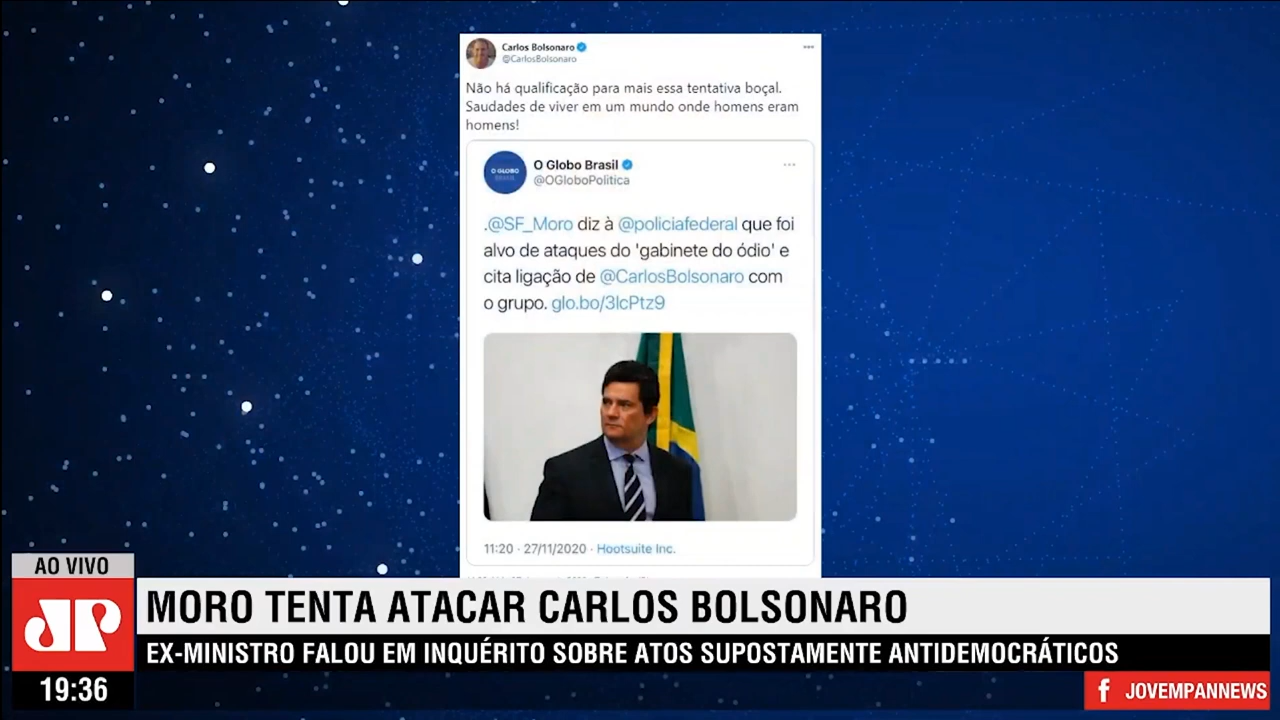 Carlos Bolsonaro
@CarlosBolsonaro
Não há qualificação para mais essa tentativa boçal.
Saudades de viver em um mundo onde homens eram
homens!
O GLOBO
BRASIL
O Globo Brasil
@OGloboPolitica
.@SF_Moro diz à @policiafederal que foi
alvo de ataques do 'gabinete do ódio' e
cita ligação de @CarlosBolsonaro com
o grupo. glo.bo/3lcPtz9
11:20 · 27/11/2020 · Hootsuite Inc.
AO VIVO
JP
19:36
MORO TENTA ATACAR CARLOS BOLSONARO
EX-MINISTRO FALOU EM INQUÉRITO SOBRE ATOS SUPOSTAMENTE ANTIDEMOCRÁTICOS
f JOVEMPANNEWS